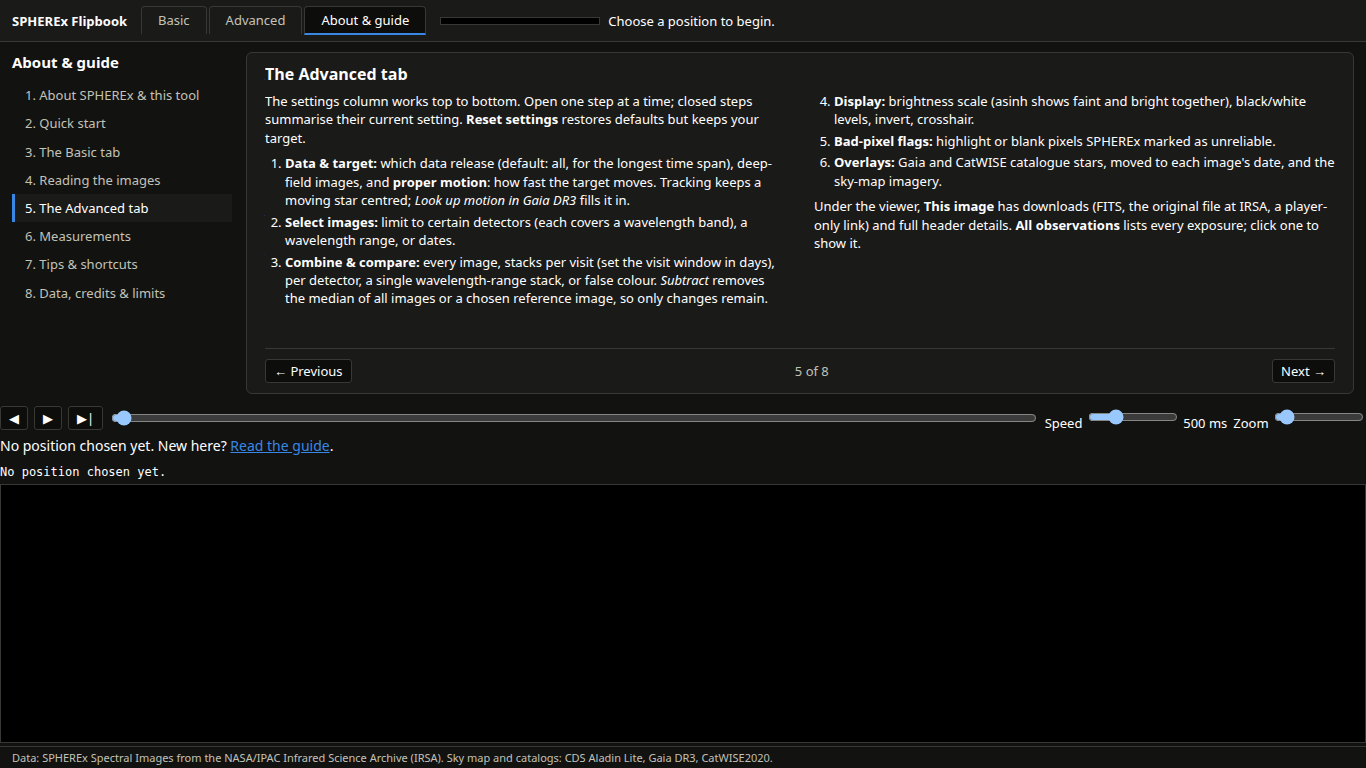 SPHEREx Flipbook
Basic
Advanced
About & guide
Choose a position to begin.
About & guide
1. About SPHEREx & this tool
2. Quick start
3. The Basic tab
4. Reading the images
5. The Advanced tab
6. Measurements
7. Tips & shortcuts
8. Data, credits & limits
The Advanced tab
The settings column works top to bottom. Open one step at a time; closed steps
summarise their current setting. Reset settings restores defaults but keeps your
target.
1. Data & target: which data release (default: all, for the longest time span), deep-
field images, and proper motion: how fast the target moves. Tracking keeps a
moving star centred; Look up motion in Gaia DR3 fills it in.
2. Select images: limit to certain detectors (each covers a wavelength band), a
wavelength range, or dates.
3. Combine & compare: every image, stacks per visit (set the visit window in days),
per detector, a single wavelength-range stack, or false colour. Subtract removes
the median of all images or a chosen reference image, so only changes remain.
4. Display: brightness scale (asinh shows faint and bright together), black/white
levels, invert, crosshair.
5. Bad-pixel flags: highlight or blank pixels SPHEREx marked as unreliable.
6. Overlays: Gaia and CatWISE catalogue stars, moved to each image's date, and the
sky-map imagery.
Under the viewer, This image has downloads (FITS, the original file at IRSA, a player-
only link) and full header details. All observations lists every exposure; click one to
show it.
← Previous
5 of 8
Next →
Speed
500 ms
Zoom
No position chosen yet. New here? Read the guide.
No position chosen yet.
Data: SPHEREx Spectral Images from the NASA/IPAC Infrared Science Archive (IRSA). Sky map and catalogs: CDS Aladin Lite, Gaia DR3, CatWISE2020.